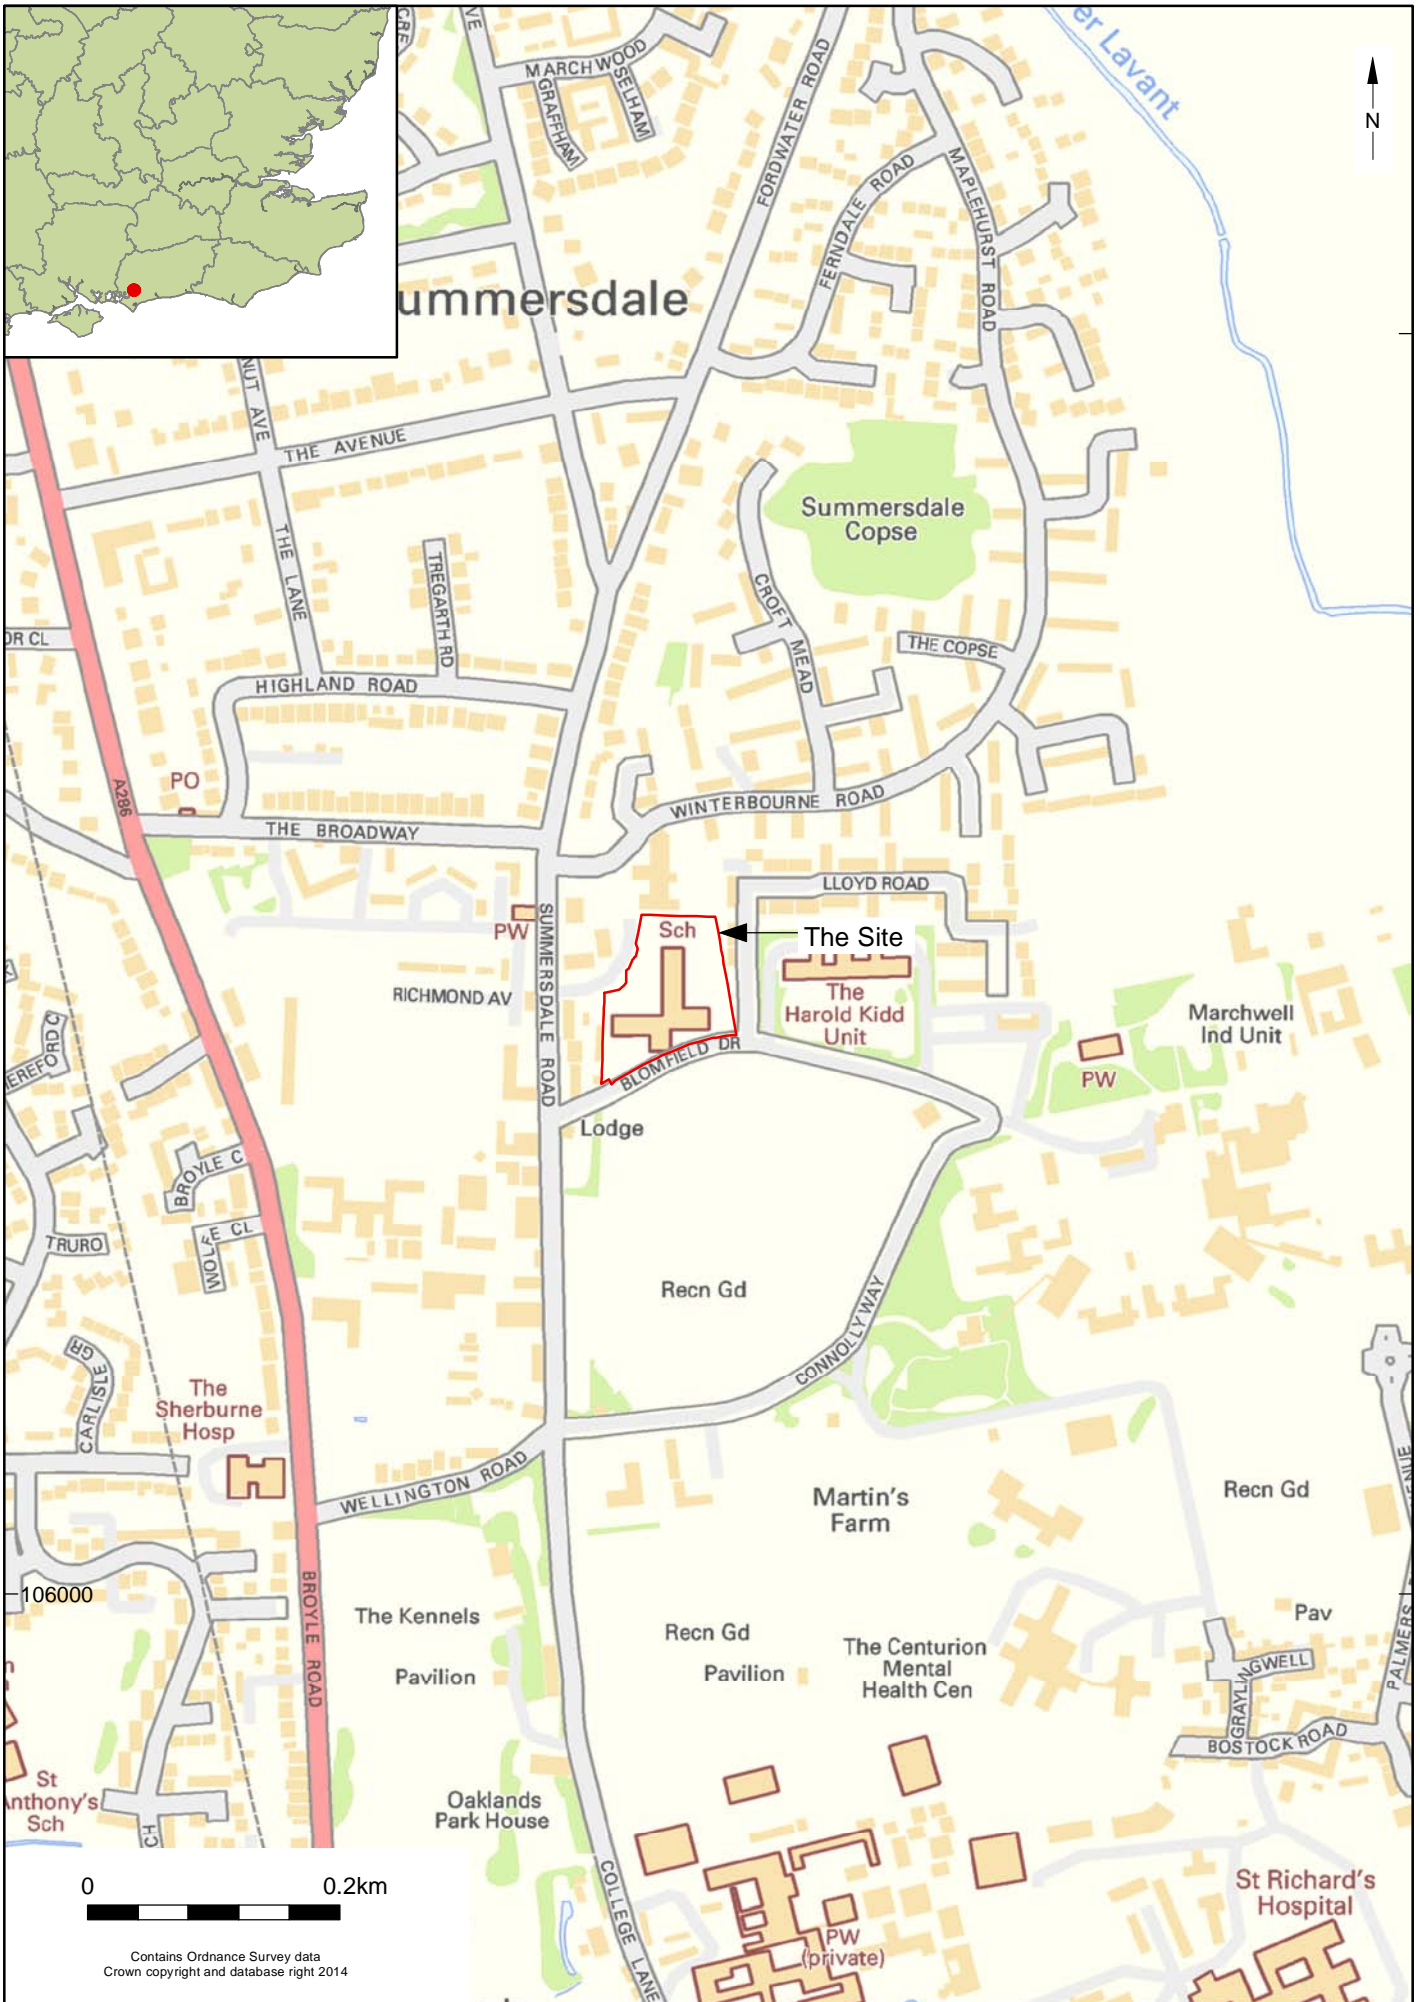 er Lavant
N
CRE
VE
MARCHWOOD
GRAFFHAM
SELHAM
FORDWATER ROAD
FERNDALE ROAD
MAPLEHURST ROAD
ummersdale
NUT AVE
THE AVENUE
THE LANE
TREGARTH RD
Summersdale
Copse
CROFT MEAD
THE COPSE
OR CL
HIGHLAND ROAD
A286
PO
THE BROADWAY
WINTERBOURNE ROAD
LLOYD ROAD
PW
SUMMERSDALE ROAD
Sch
The Site
RICHMOND AV
The
Harold Kidd
Unit
Marchwell
Ind Unit
PW
BLOMFIELD DR
Lodge
HEREFORD C
BROYLE C
WOLFE CL
TRURO
Recn Gd
CONNOLLY WAY
CARLISLE GR
The
Sherburne
Hosp
WELLINGTON ROAD
Martin's
Farm
Recn Gd
106000
BROYLE ROAD
The Kennels
Pavilion
Recn Gd
Pavilion
The Centurion
Mental
Health Cen
Pav
GRAYLINGWELL
PALMERS
ENUE
BOSTOCK ROAD
n
St
Anthony's
Sch
CH
Oaklands
Park House
COLLEGE LANE
PW
(private)
St Richard's
Hospital
0 0.2km
Contains Ordnance Survey data
Crown copyright and database right 2014